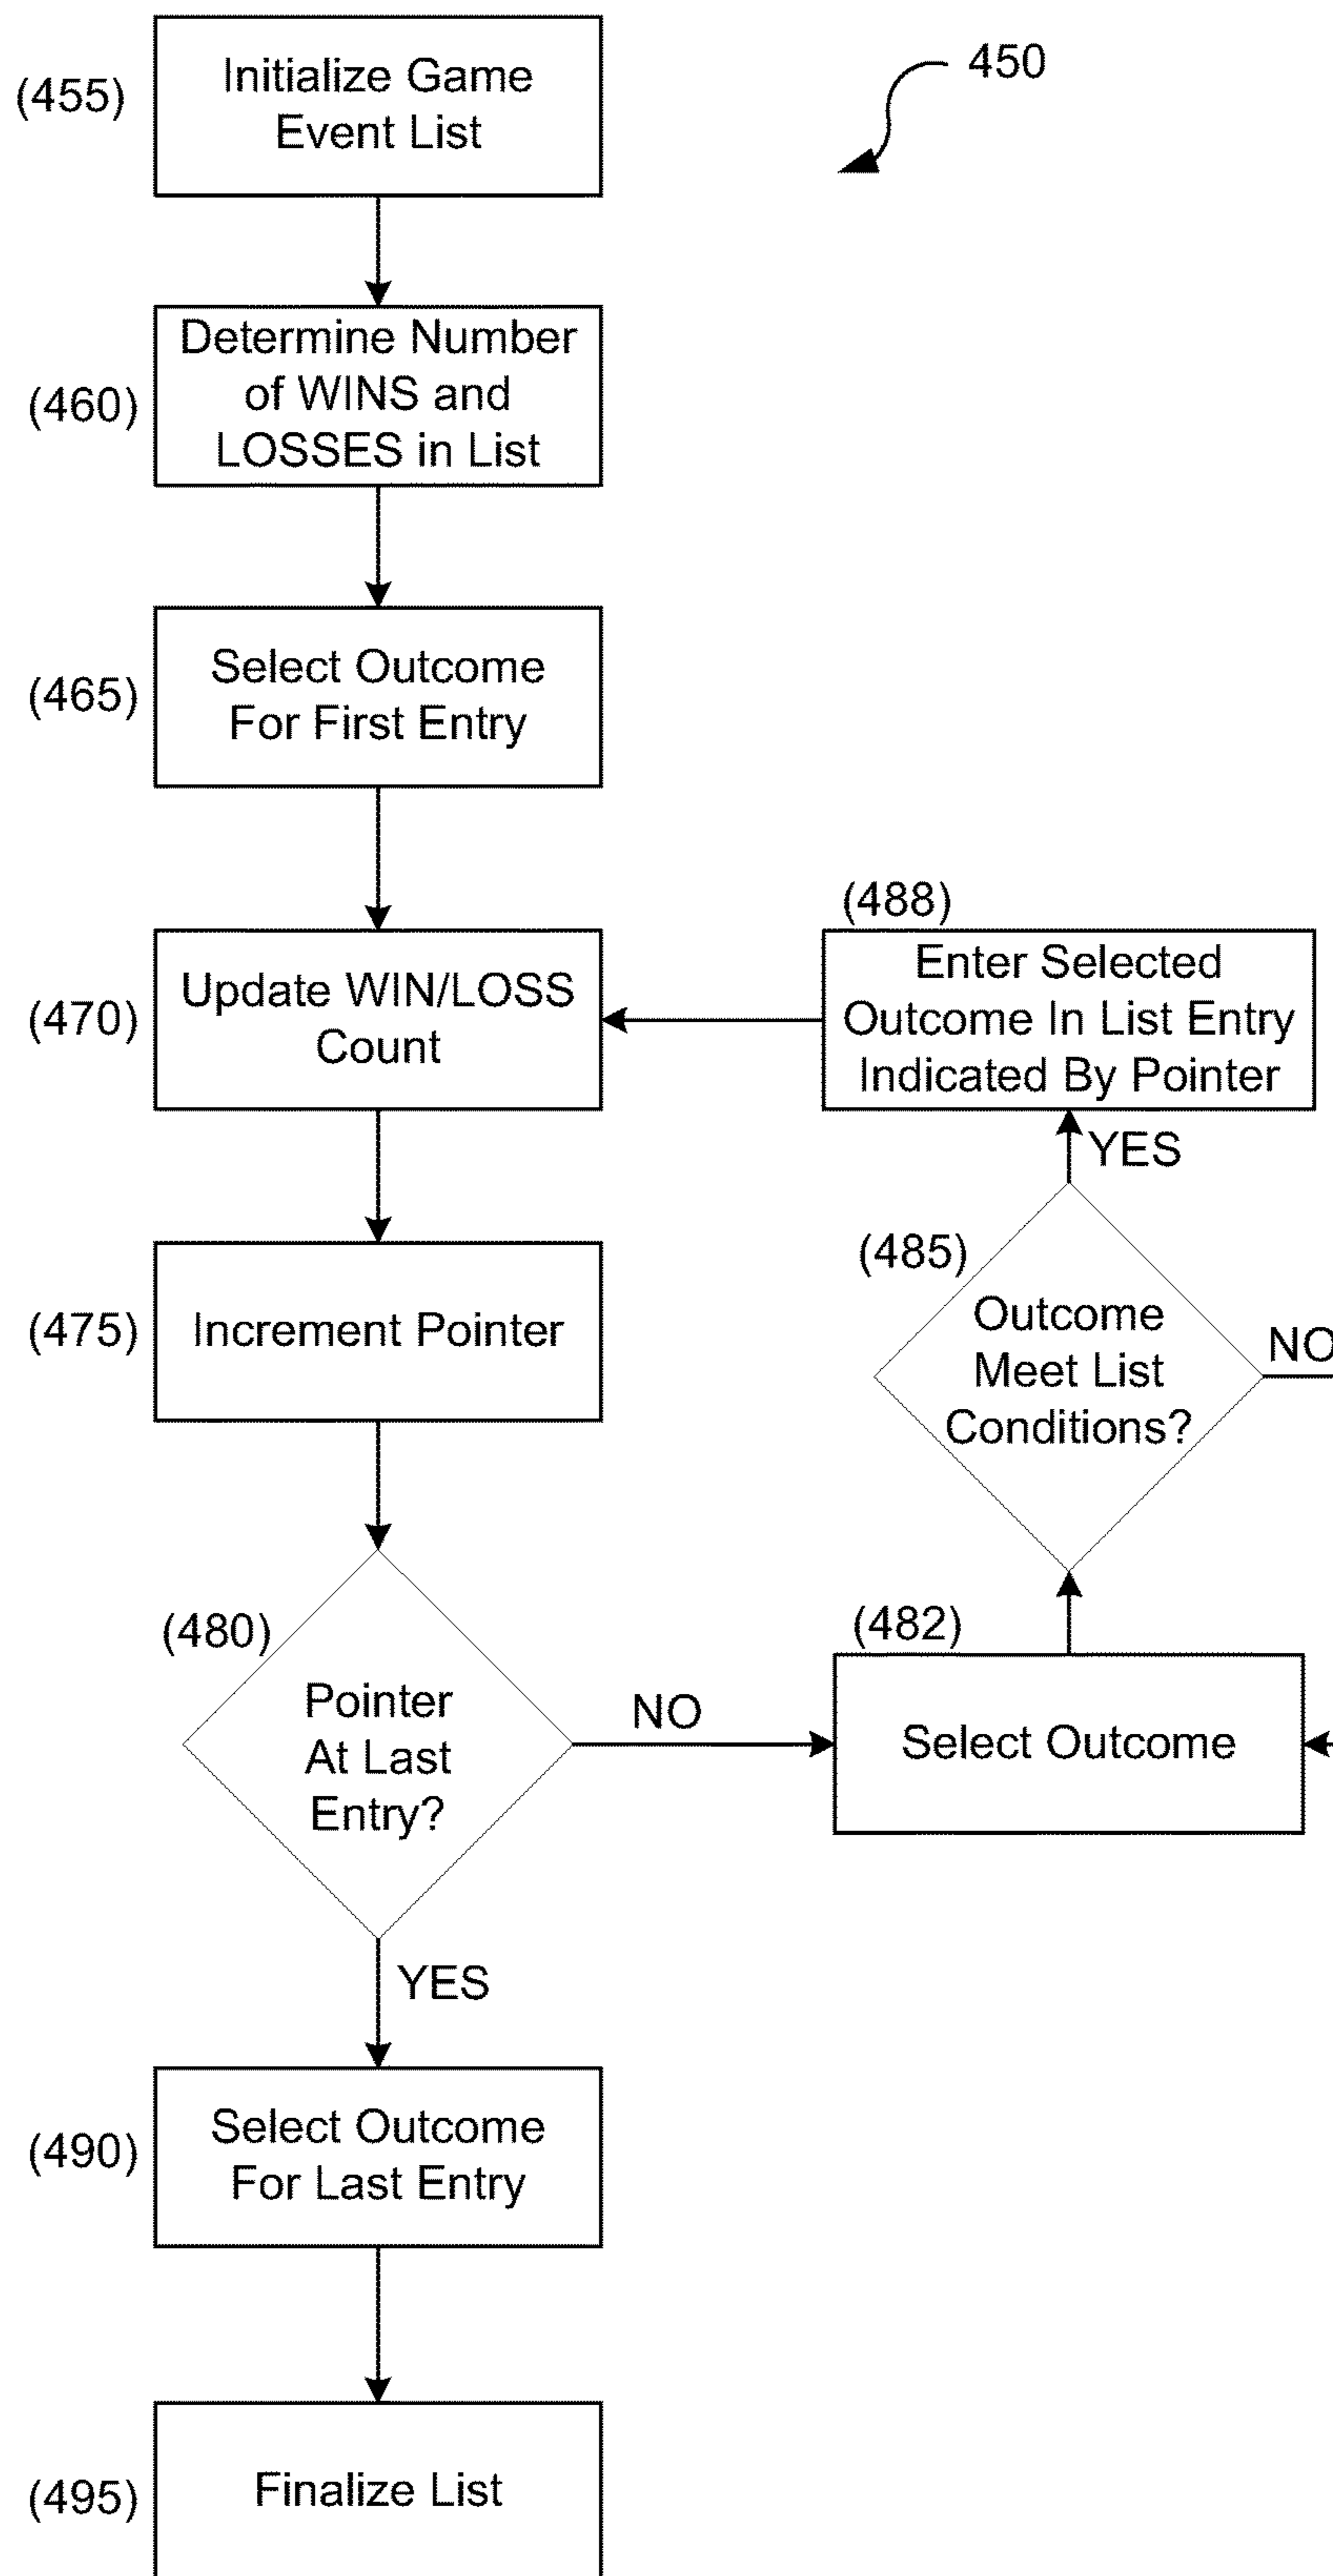 450
(455)
Initialize Game
Event List
(460)
Determine Number
of WINS and
LOSSES in List
(465)
Select Outcome
For First Entry
(470)
Update WIN/LOSS
Count
(488)
Enter Selected
Outcome In List Entry
Indicated By Pointer
YES
(475)
Increment Pointer
(485)
Outcome
Meet List
Conditions?
NO
(480)
Pointer
At Last
Entry?
NO
(482)
Select Outcome
YES
(490)
Select Outcome
For Last Entry
(495)
Finalize List